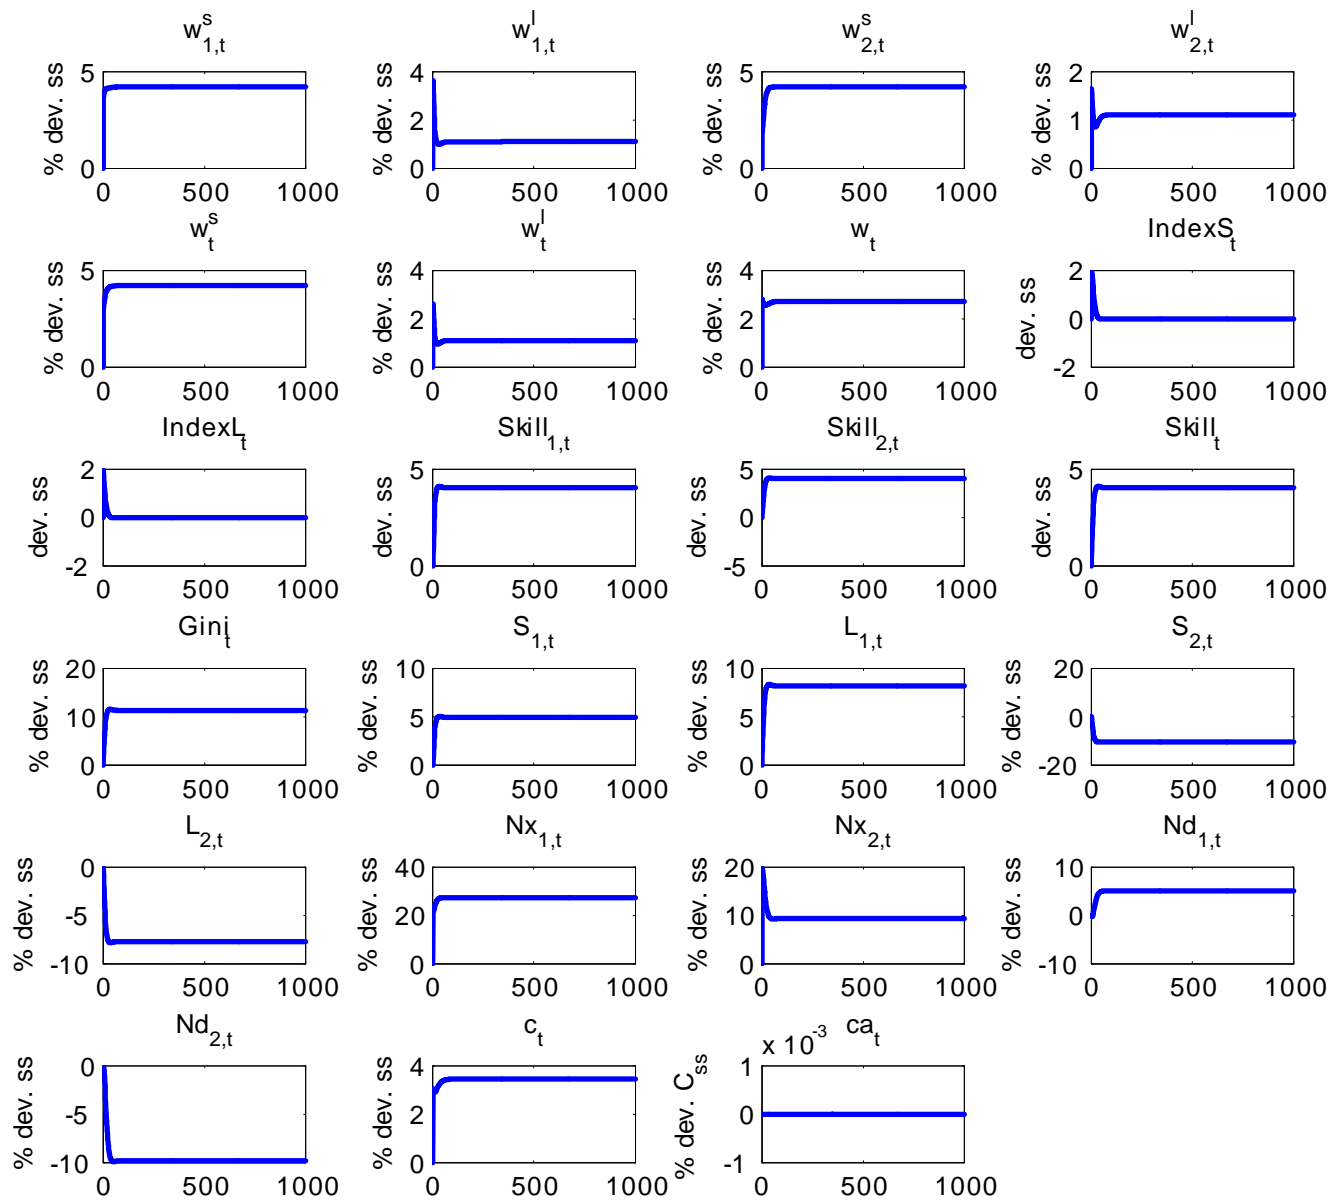 w^s_{1,t} w^l_{1,t} w^s_{2,t} w^l_{2,t}
% dev. ss 5 0 0 500 1000 % dev. ss 4 2 0 0 500 1000 % dev. ss 5 0 0 500 1000 % dev. ss 2 1 0 0 500 1000
w^s_t w^l_t w_t IndexS_t
% dev. ss 5 0 0 500 1000 % dev. ss 4 2 0 0 500 1000 % dev. ss 4 2 0 0 500 1000 dev. ss 2 0 -2 0 500 1000
IndexL_t Skill_{1,t} Skill_{2,t} Skill_t
dev. ss 2 0 -2 0 500 1000 dev. ss 5 0 0 500 1000 dev. ss 5 0 -5 0 500 1000 dev. ss 5 0 0 500 1000
Gini_t S_{1,t} L_{1,t} S_{2,t}
% dev. ss 20 10 0 0 500 1000 % dev. ss 10 5 0 0 500 1000 % dev. ss 10 5 0 0 500 1000 % dev. ss 20 0 -20 0 500 1000
L_{2,t} Nx_{1,t} Nx_{2,t} Nd_{1,t}
% dev. ss 0 -5 -10 0 500 1000 % dev. ss 40 20 0 0 500 1000 % dev. ss 20 10 0 0 500 1000 % dev. ss 10 0 -10 0 500 1000
Nd_{2,t} c_t x 10^{-3} ca_t
% dev. ss 0 -5 -10 0 500 1000 % dev. ss 4 2 0 0 500 1000 % dev. C_{ss} 1 0 -1 0 500 1000